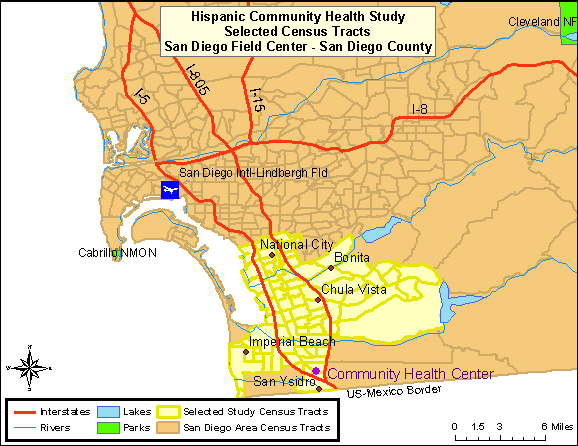 Hispanic Community Health Study
Selected Census Tracts
San Diego Field Center - San Diego County
Cleveland NF
I-5
I-805
I-15
I-8
San Diego Intl-Lindbergh Fld
Cabrillo NMON
National City
Bonita
Chula Vista
Imperial Beach
Community Health Center
San Ysidro
US-Mexico Border
N
Interstates Lakes Selected Study Census Tracts
Rivers Parks San Diego Area Census Tracts
0 1.5 3 6 Miles